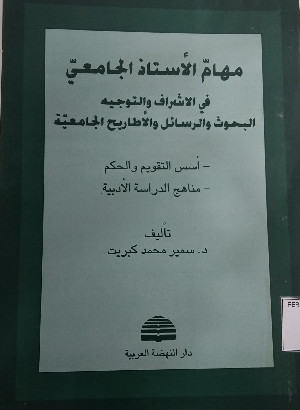 مهامّ الأستاذ الجامعيّ
في الاشراف والتوجيه
البحوث والرسائل والأطاريح الجامعيّة
- أسس التقويم والحكم
- مناهج الدراسة الأدبية
تأليف
د. سمير محمد كبريت
دار النهضة العربية